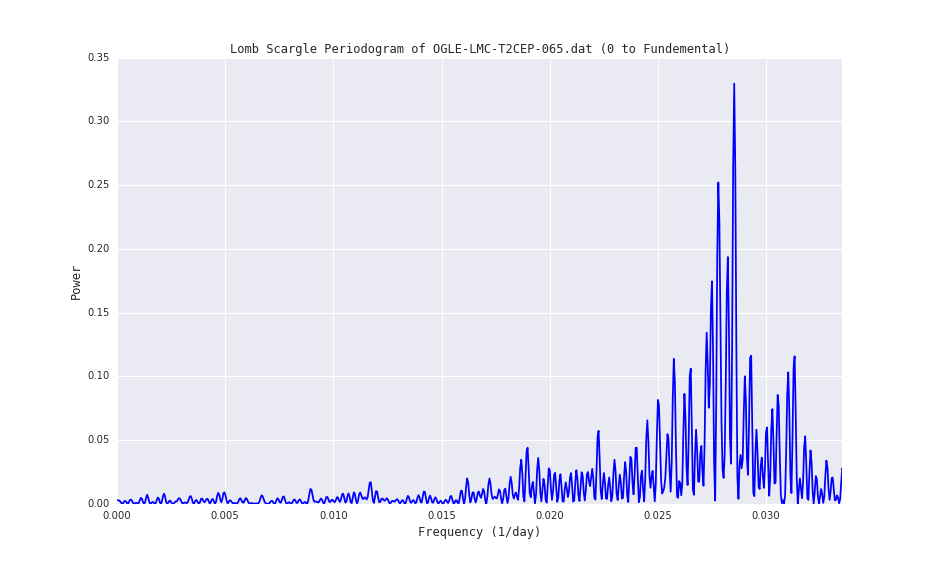 Lomb Scargle Periodogram of OGLE-LMC-T2CEP-065.dat (0 to Fundemental)
0.35
0.30
0.25
0.20
0.15
0.10
0.05
0.00
Power
0.000 0.005 0.010 0.015 0.020 0.025 0.030
Frequency (1/day)